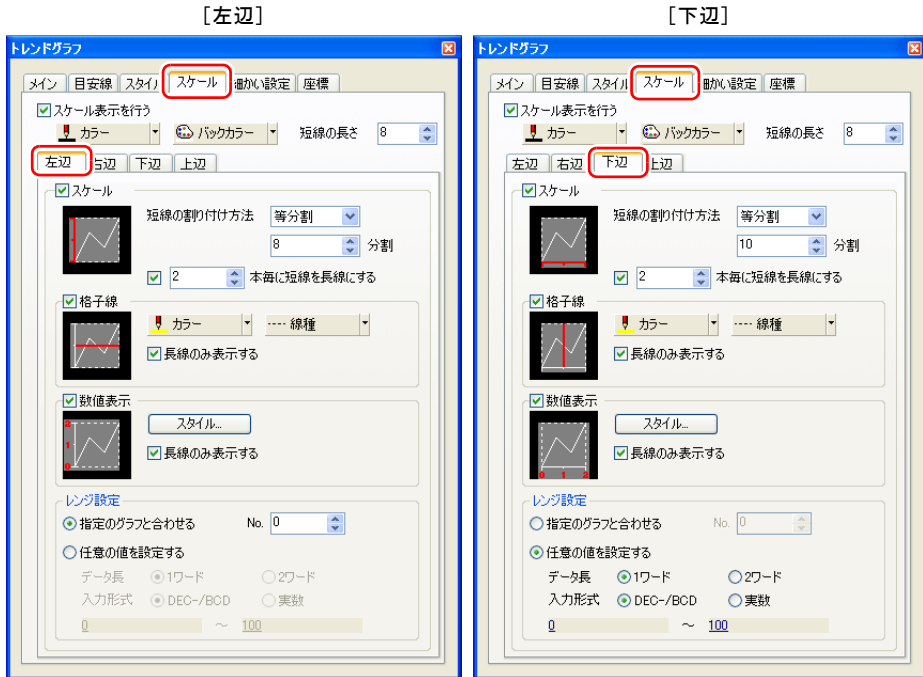 ［左辺］
トレンドグラフ
メイン 目安線 スタイル スケール 細かい設定 座標
スケール表示を行う
カラー バックカラー 短線の長さ 8
左辺 右辺 下辺 上辺
スケール
短線の割り付け方法 等分割
8 分割
2 本毎に短線を長線にする
格子線
カラー ---- 線種
長線のみ表示する
数値表示
2
1
0
スタイル...
長線のみ表示する
レンジ設定
指定のグラフと合わせる No. 0
任意の値を設定する
データ長 1ワード 2ワード
入力形式 DEC-/BCD 実数
0 ～ 100
［下辺］
トレンドグラフ
メイン 目安線 スタイル スケール 細かい設定 座標
スケール表示を行う
カラー バックカラー 短線の長さ 8
左辺 右辺 下辺 上辺
スケール
短線の割り付け方法 等分割
10 分割
2 本毎に短線を長線にする
格子線
カラー ---- 線種
長線のみ表示する
数値表示
スタイル...
長線のみ表示する
0 1 2
レンジ設定
指定のグラフと合わせる No. 0
任意の値を設定する
データ長 1ワード 2ワード
入力形式 DEC-/BCD 実数
0 ～ 100